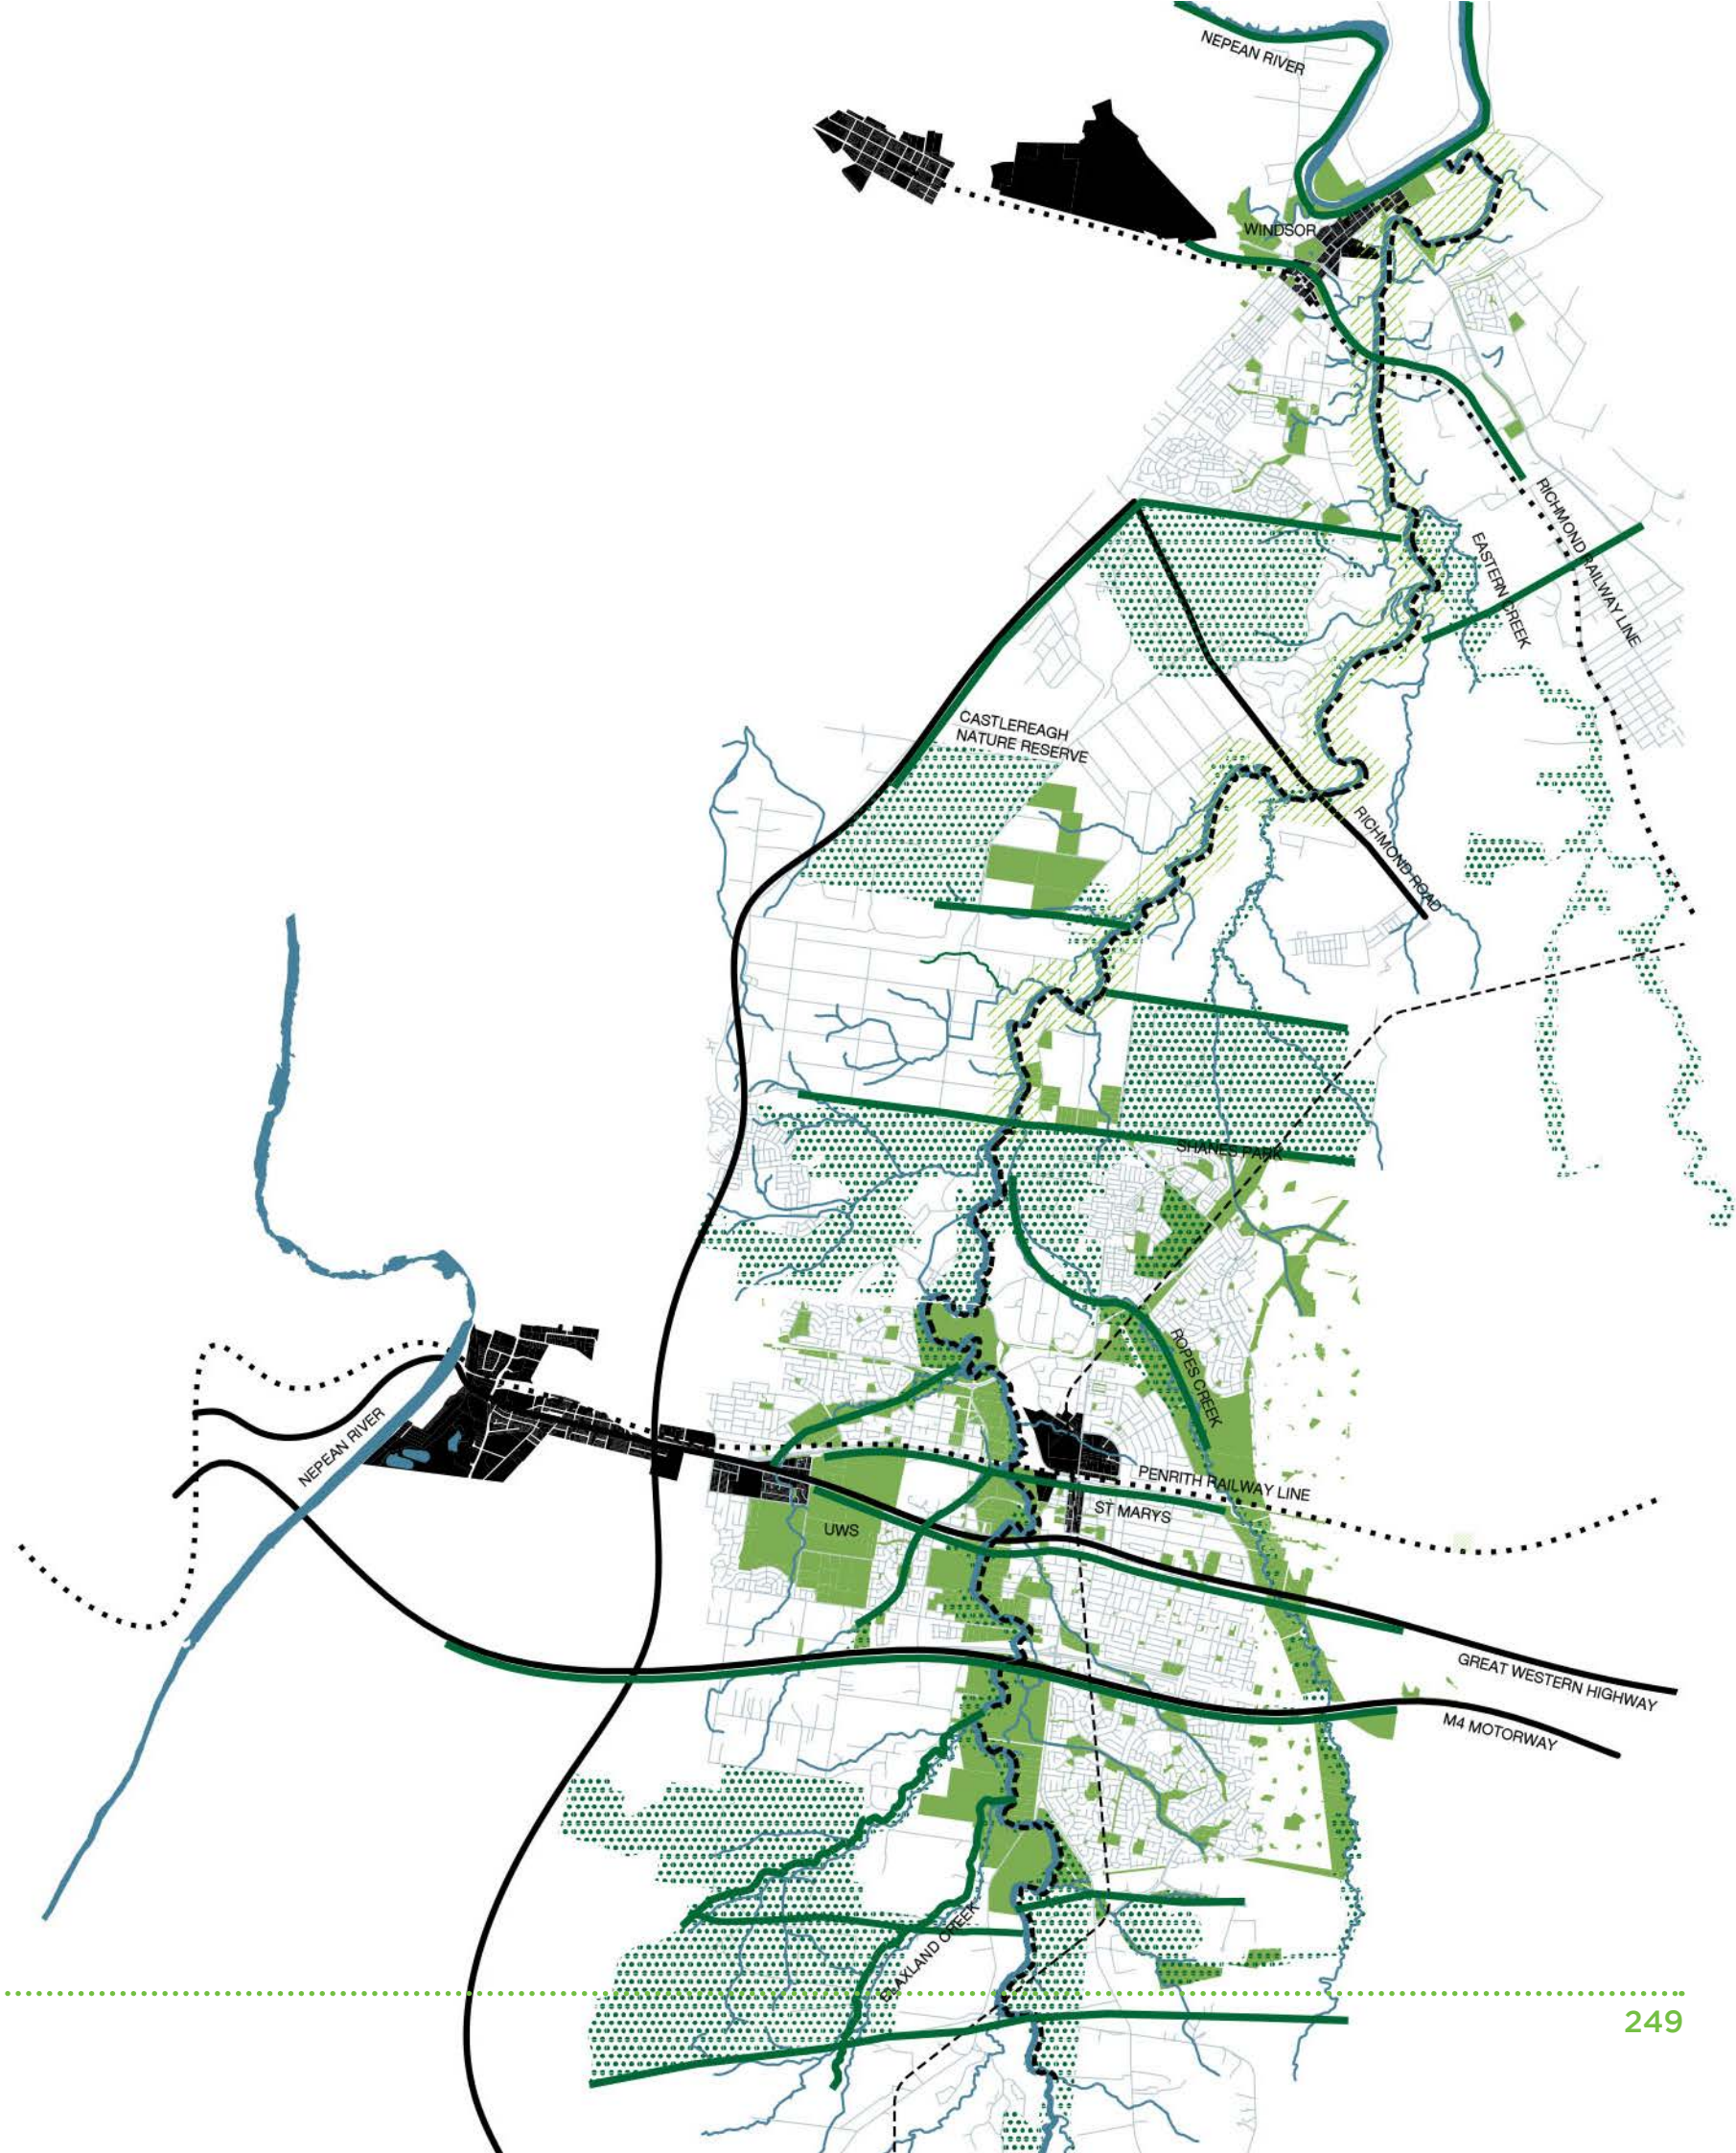 NEPEAN RIVER
WINDSOR
RICHMOND RAILWAY LINE
EASTERN CREEK
CASTLEREAGH
NATURE RESERVE
RICHMOND ROAD
SHANES PARK
ROPES CREEK
NEPEAN RIVER
PENRITH RAILWAY LINE
ST MARYS
UWS
GREAT WESTERN HIGHWAY
M4 MOTORWAY
BLAXLAND CREEK
249